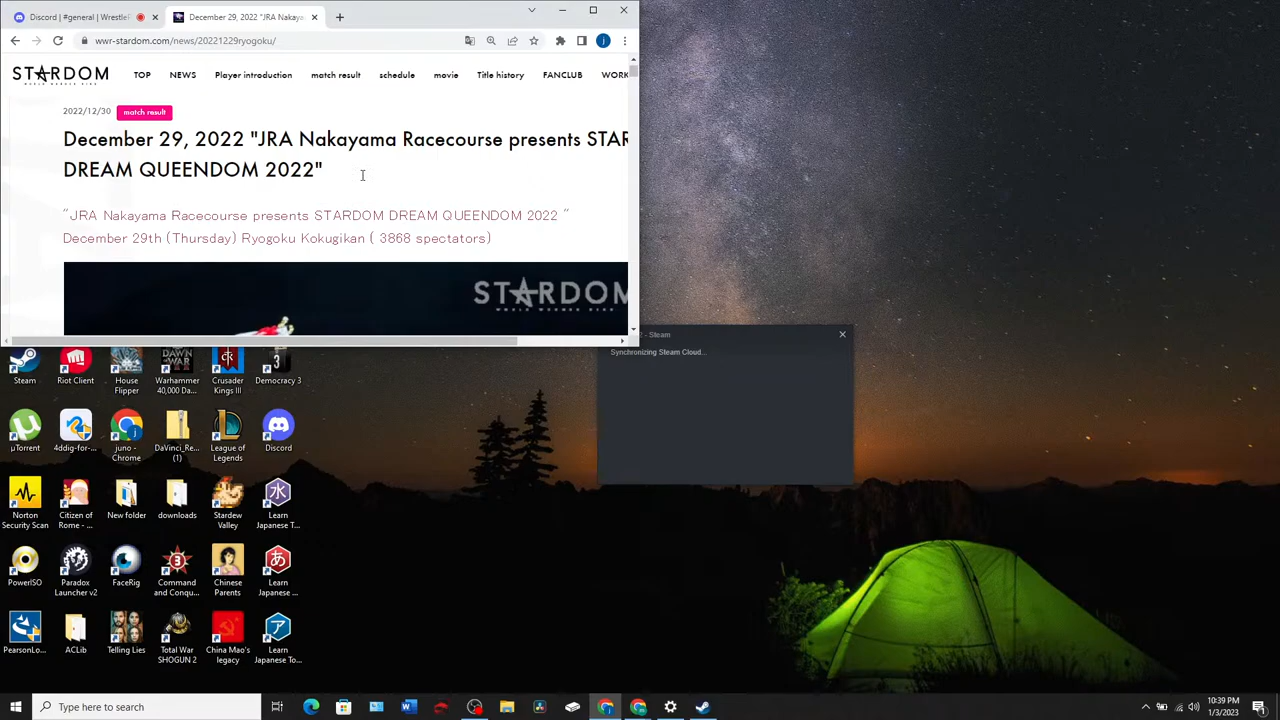 Discord | #general | Wrestle
December 29, 2022 "JRA Nakaya
wwr-stardom.com/news/20221229ryogoku/
j
STARDOM
TOP
NEWS
Player introduction
match result
schedule
movie
Title history
FANCLUB
WORK
2022/12/30
match result
December 29, 2022 "JRA Nakayama Racecourse presents STAR
DREAM QUEENDOM 2022"
"JRA Nakayama Racecourse presents STARDOM DREAM QUEENDOM 2022 "
December 29th (Thursday) Ryogoku Kokugikan ( 3868 spectators)
STARDOM
- Steam
Synchronizing Steam Cloud...
Steam
Riot Client
House Flipper
Warhammer 40,000 Da...
Crusader Kings III
Democracy 3
µTorrent
4ddig-for-...
juno - Chrome
DaVinci_Re... (1)
League of Legends
Discord
Norton Security Scan
Citizen of Rome - ...
New folder
downloads
Stardew Valley
Learn Japanese T...
PowerISO
Paradox Launcher v2
FaceRig
Command and Conqu...
Chinese Parents
Learn Japanese ...
PearsonLo...
ACLib
Telling Lies
Total War SHOGUN 2
China Mao's legacy
Learn Japanese To...
Type here to search
10:39 PM
1/3/2023